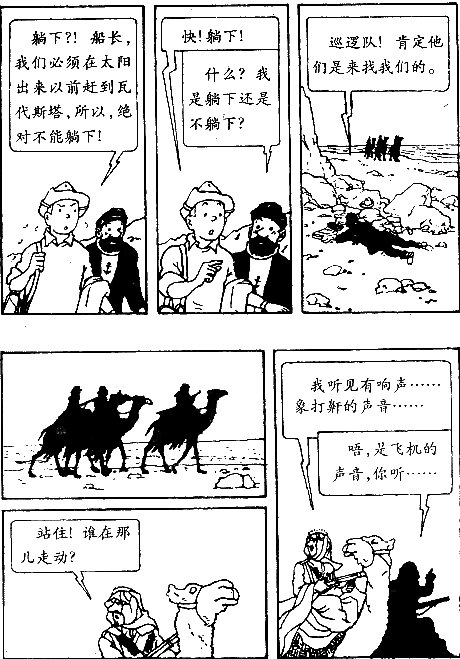 躺下?! 船长,
我们必须在太阳
出来以前赶到瓦
代斯塔,所以,绝
对不能躺下!
快!躺下!
什么? 我
是躺下还是
不躺下?
巡逻队! 肯定他
们是来找我们的。
站住! 谁在那
儿走动?
我听见有响声……
象打鼾的声音……
唔,是飞机的
声音,你听……